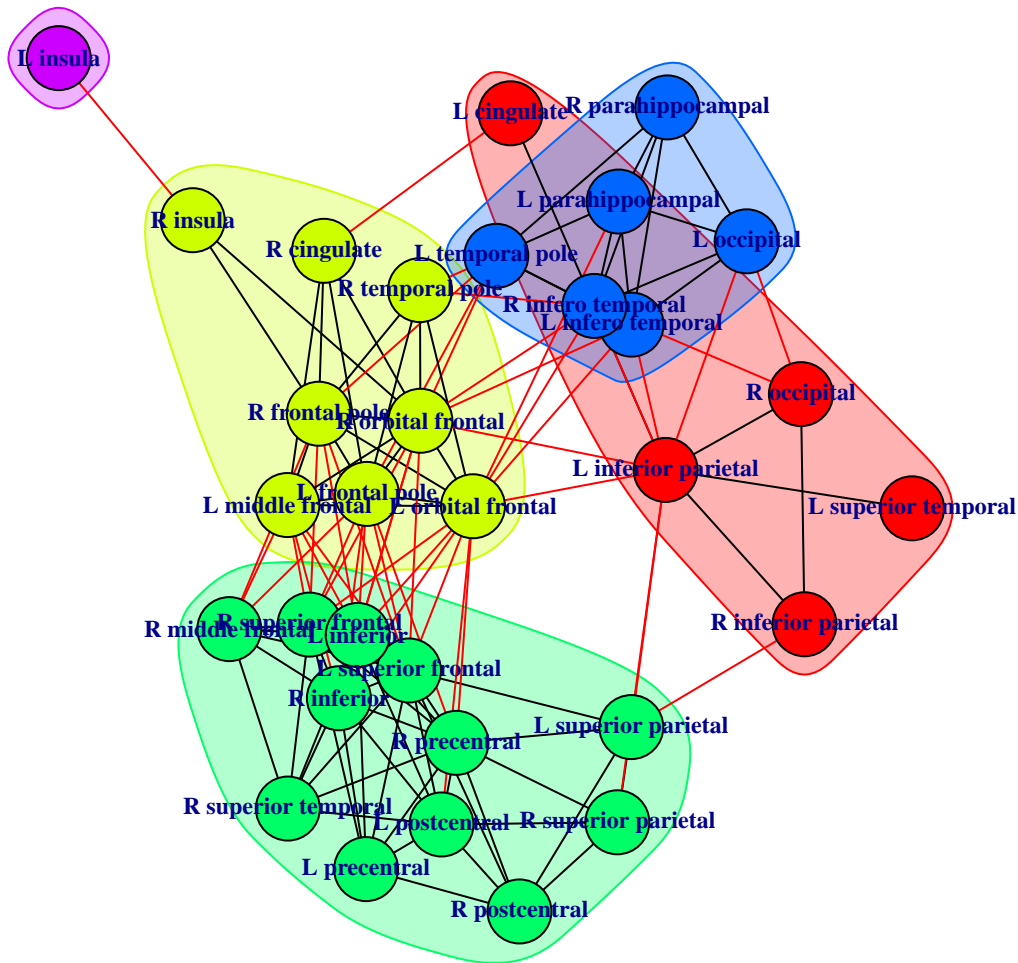 L insula
L cingulate
R parahippocampal
L parahippocampal
R insula
R cingulate
L temporal pole
L occipital
R temporal pole
R infero temporal
L infero temporal
R occipital
R frontal pole
R orbital frontal
L inferior parietal
L frontal pole
L middle frontal
L orbital frontal
L superior temporal
R superior frontal
R middle frontal
L inferior
R inferior parietal
L superior frontal
R inferior
L superior parietal
R precentral
R superior temporal
L postcentral
R superior parietal
L precentral
R postcentral